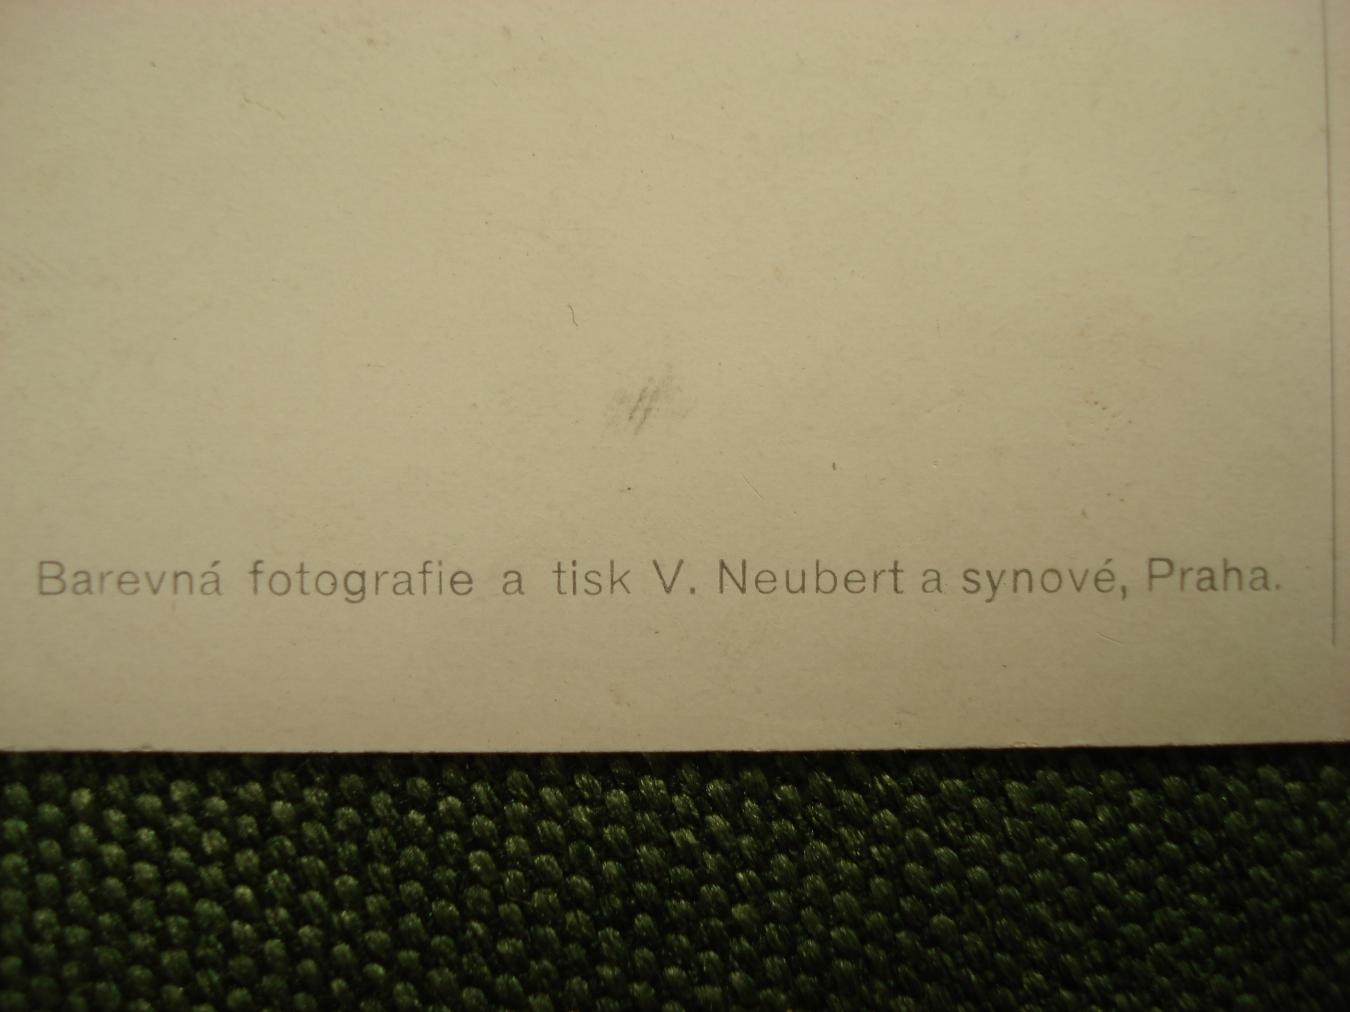 Barevná fotografie a tisk V. Neubert a synové, Praha.